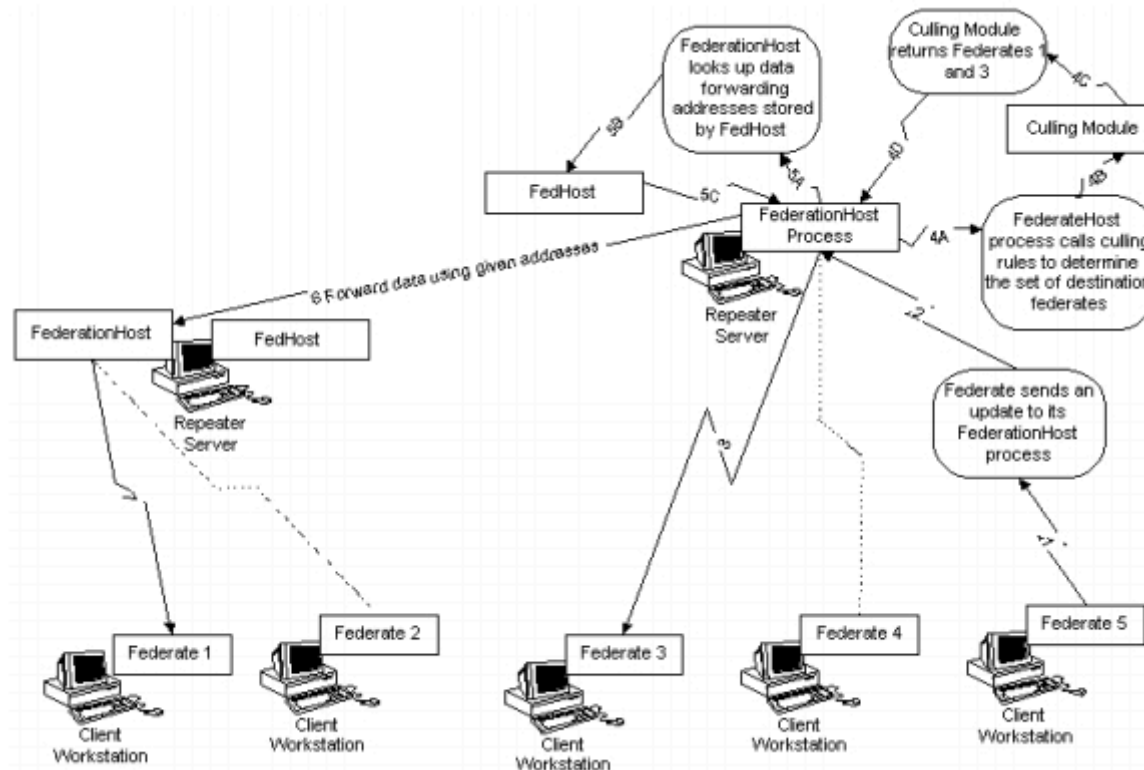 FederationHost
looks up data
forwarding
addresses stored
by FedHost
Culling Module
returns Federates 1
and 3
4C
Culling Module
5B
5A
4D
4B
FedHost
5C
FederationHost
Process
4A
FederateHost
process calls culling
rules to determine
the set of destination
federates
6 Forward data using given addresses
Repeater
Server
FederationHost
FedHost
Repeater
Server
2
Federate sends an
update to its
FederationHost
process
3
7
1
Federate 1
Client
Workstation
Federate 2
Client
Workstation
Federate 3
Client
Workstation
Federate 4
Client
Workstation
Federate 5
Client
Workstation